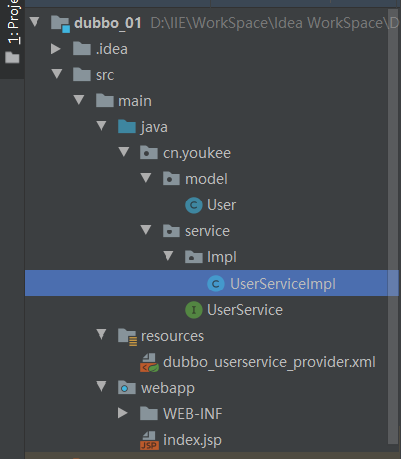 1: Proje
dubbo_01 D:\IIE\WorkSpace\Idea WorkSpace\D
.idea
src
main
java
cn.youkee
model
C User
service
Impl
C UserServiceImpl
I UserService
resources
dubbo_userservice_provider.xml
webapp
WEB-INF
JSP index.jsp